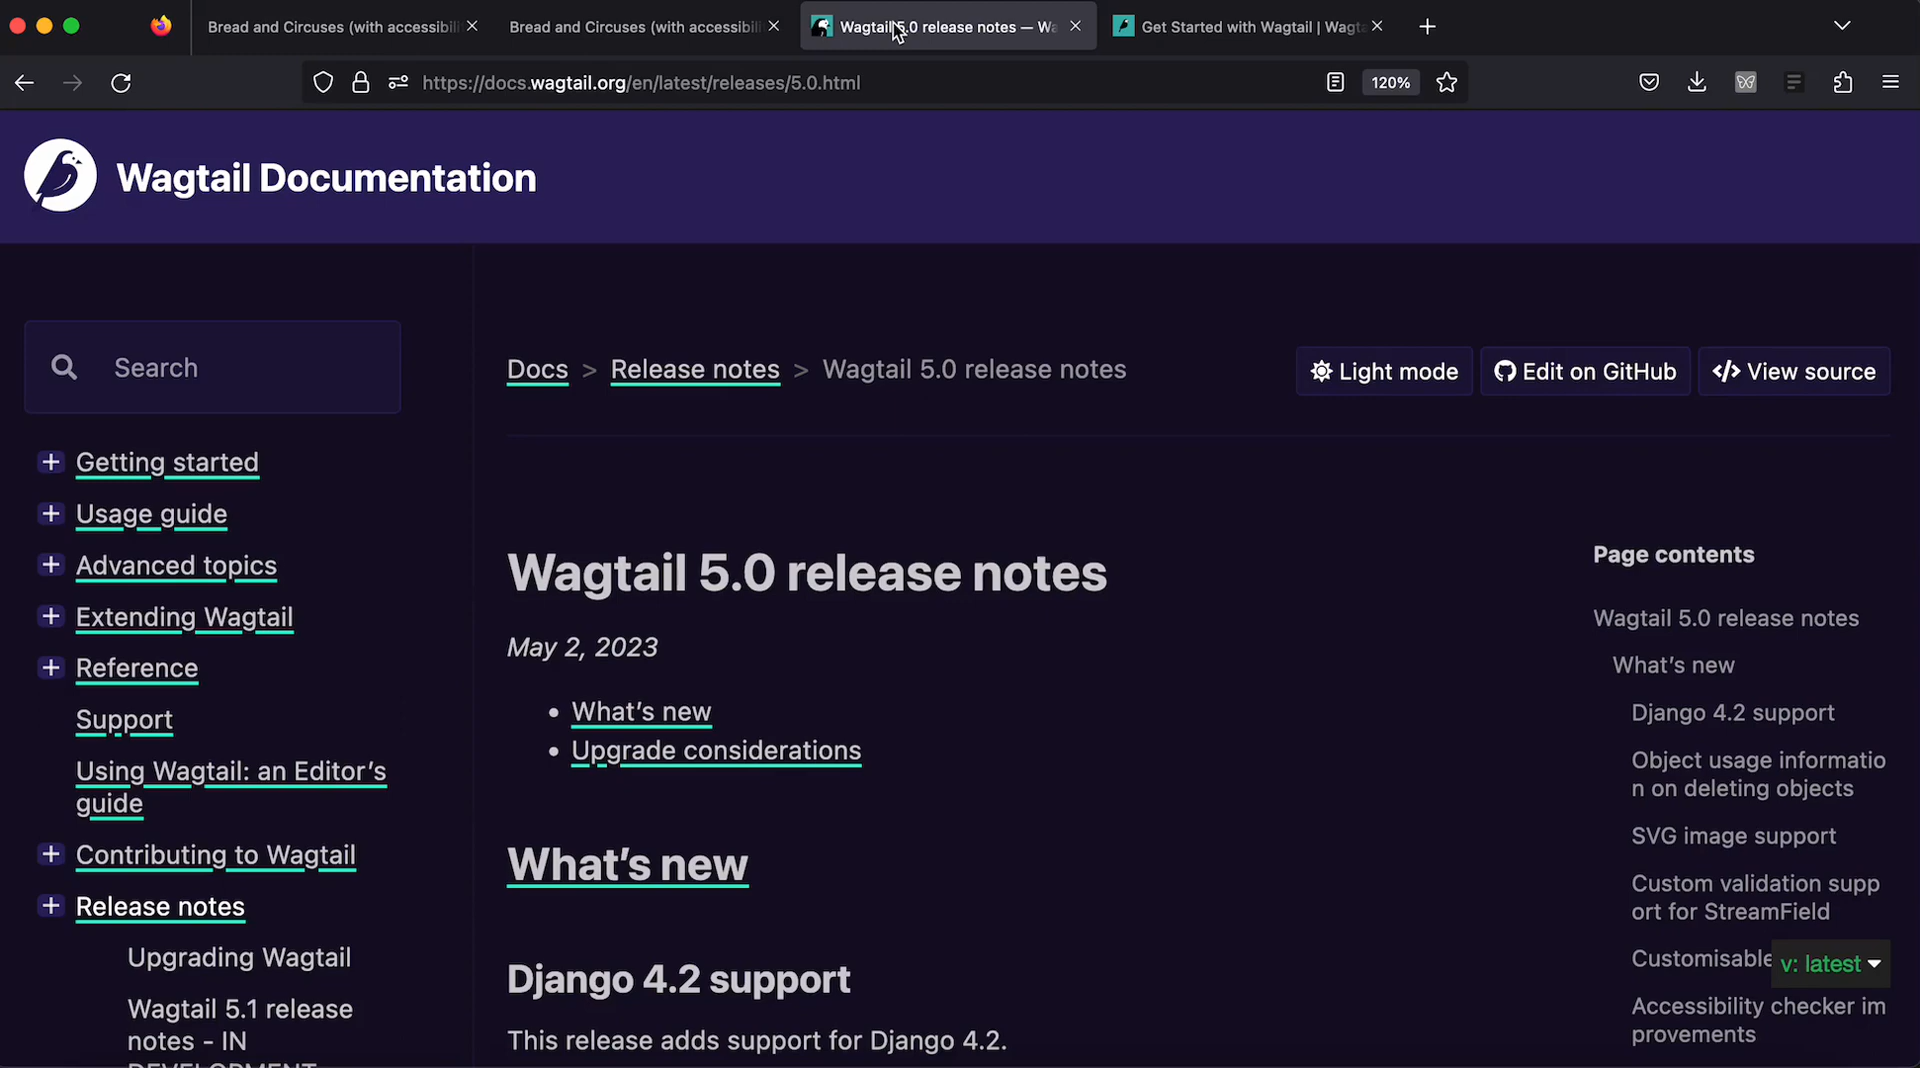 Bread and Circuses (with accessibil
Bread and Circuses (with accessibil
Wagtail 5.0 release notes — Wa
Get Started with Wagtail | Wagta
https://docs.wagtail.org/en/latest/releases/5.0.html
120%
Wagtail Documentation
Search
Docs > Release notes > Wagtail 5.0 release notes
Light mode
Edit on GitHub
</> View source
Getting started
Usage guide
Advanced topics
Extending Wagtail
Reference
Support
Using Wagtail: an Editor’s
guide
Contributing to Wagtail
Release notes
Upgrading Wagtail
Wagtail 5.1 release
notes - IN
DEVELOPMENT
Wagtail 5.0 release notes
May 2, 2023
• What’s new
• Upgrade considerations
What’s new
Django 4.2 support
This release adds support for Django 4.2.
Page contents
Wagtail 5.0 release notes
What’s new
Django 4.2 support
Object usage informatio
n on deleting objects
SVG image support
Custom validation supp
ort for StreamField
Customisable
v: latest
Accessibility checker im
provements